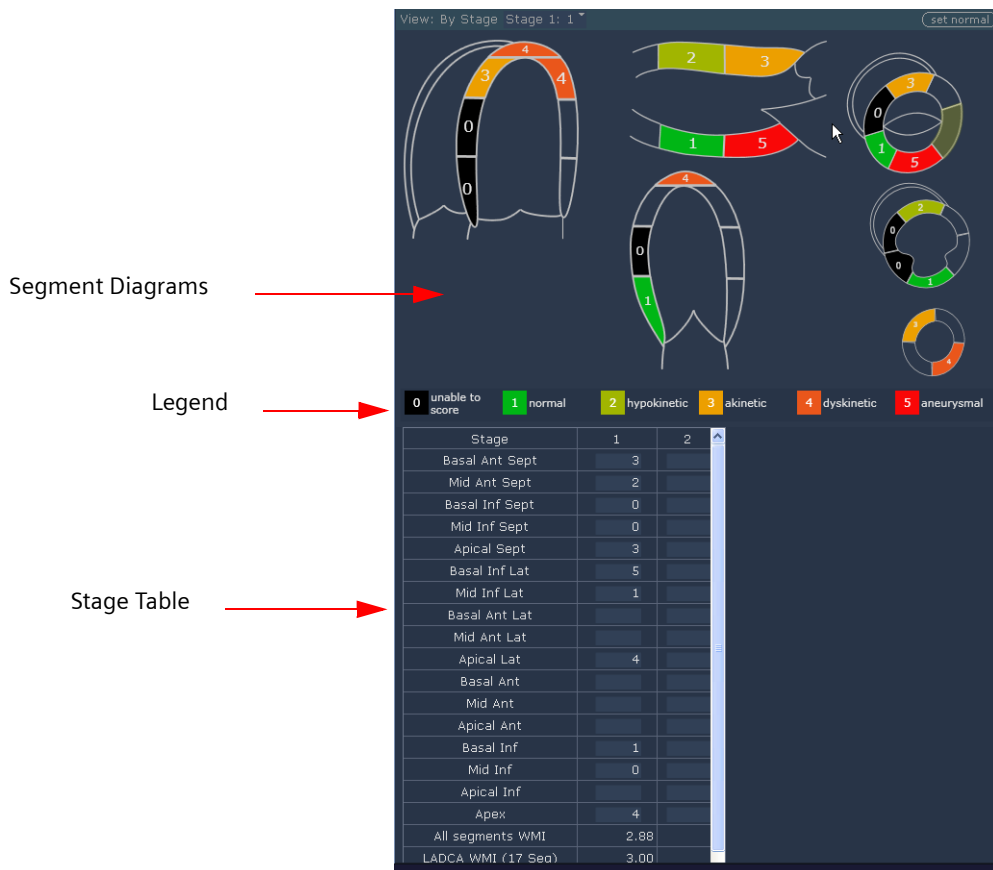 View: By Stage Stage 1: 1
set normal
4
3
4
0
0
2
3
1
5
3
0
1
5
4
0
1
2
0
0
1
3
4
Segment Diagrams
Legend
0 unable to score
1 normal
2 hypokinetic
3 akinetic
4 dyskinetic
5 aneurysmal
Stage Table
Stage 1 2
Basal Ant Sept 3
Mid Ant Sept 2
Basal Inf Sept 0
Mid Inf Sept 0
Apical Sept 3
Basal Inf Lat 5
Mid Inf Lat 1
Basal Ant Lat
Mid Ant Lat
Apical Lat 4
Basal Ant
Mid Ant
Apical Ant
Basal Inf 1
Mid Inf 0
Apical Inf
Apex 4
All segments WMI 2.88
LADCA WMI (17 Seg) 3.00